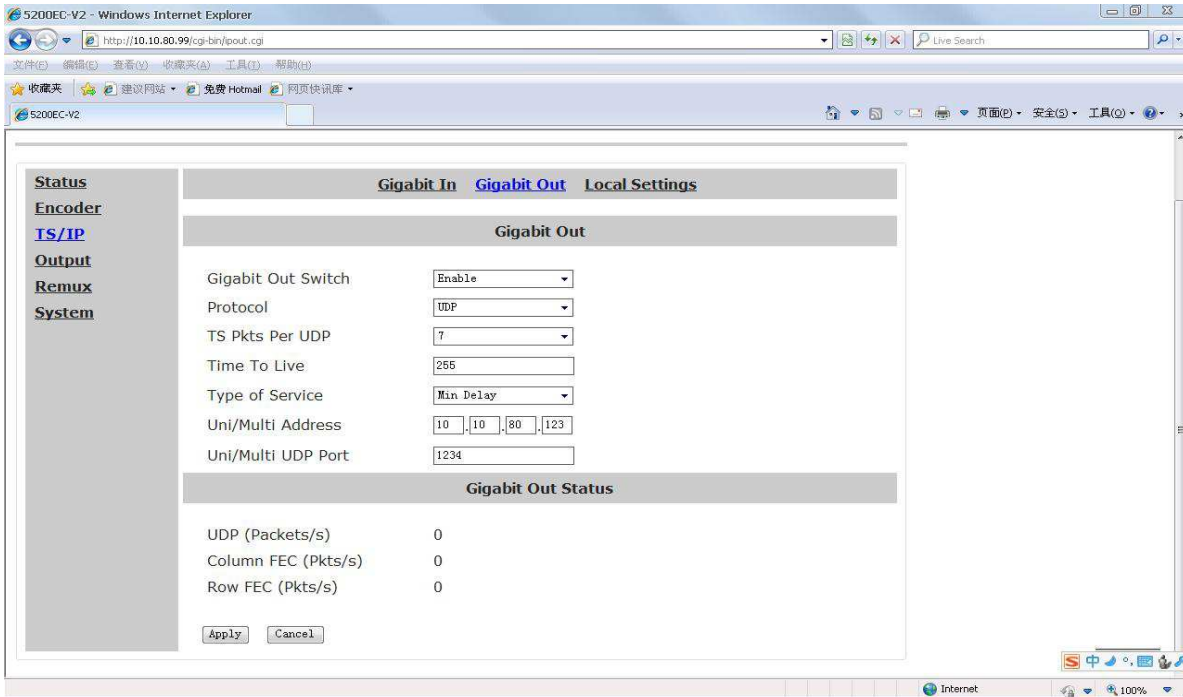 5200EC-V2 - Windows Internet Explorer
http://10.10.80.99/cgi-bin/ipout.cgi
Live Search
文件(F) 编辑(E) 查看(V) 收藏夹(A) 工具(T) 帮助(H)
收藏夹 建议网站 免费 Hotmail 网页快讯库
5200EC-V2
页面(P) 安全(S) 工具(O)
Status
Encoder
TS/IP
Output
Remux
System
Gigabit In Gigabit Out Local Settings
Gigabit Out
Gigabit Out Switch Enable
Protocol UDP
TS Pkts Per UDP 7
Time To Live 255
Type of Service Min Delay
Uni/Multi Address 10 .10 .80 .123
Uni/Multi UDP Port 1234
Gigabit Out Status
UDP (Packets/s) 0
Column FEC (Pkts/s) 0
Row FEC (Pkts/s) 0
Apply Cancel
S 中
Internet 100%